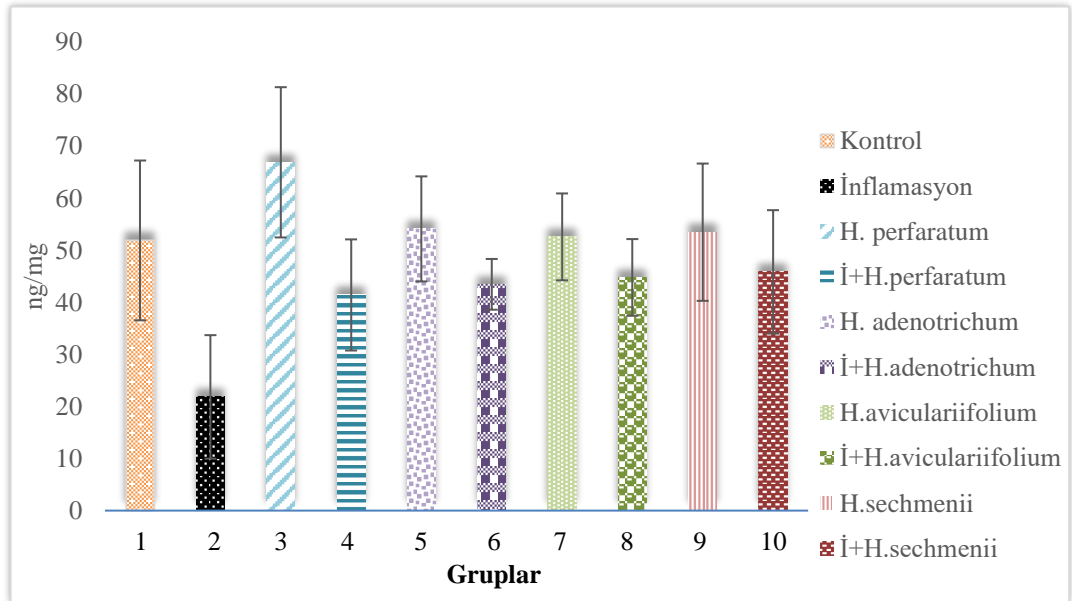 90
80
70
60
50
40
30
20
10
0
ng/mg
1 2 3 4 5 6 7 8 9 10
Gruplar
Kontrol
İnflamasyon
H. perfaratum
İ+H.perfaratum
H. adenotrichum
İ+H.adenotrichum
H.aviculariifolium
İ+H.aviculariifolium
H.sechmenii
İ+H.sechmenii